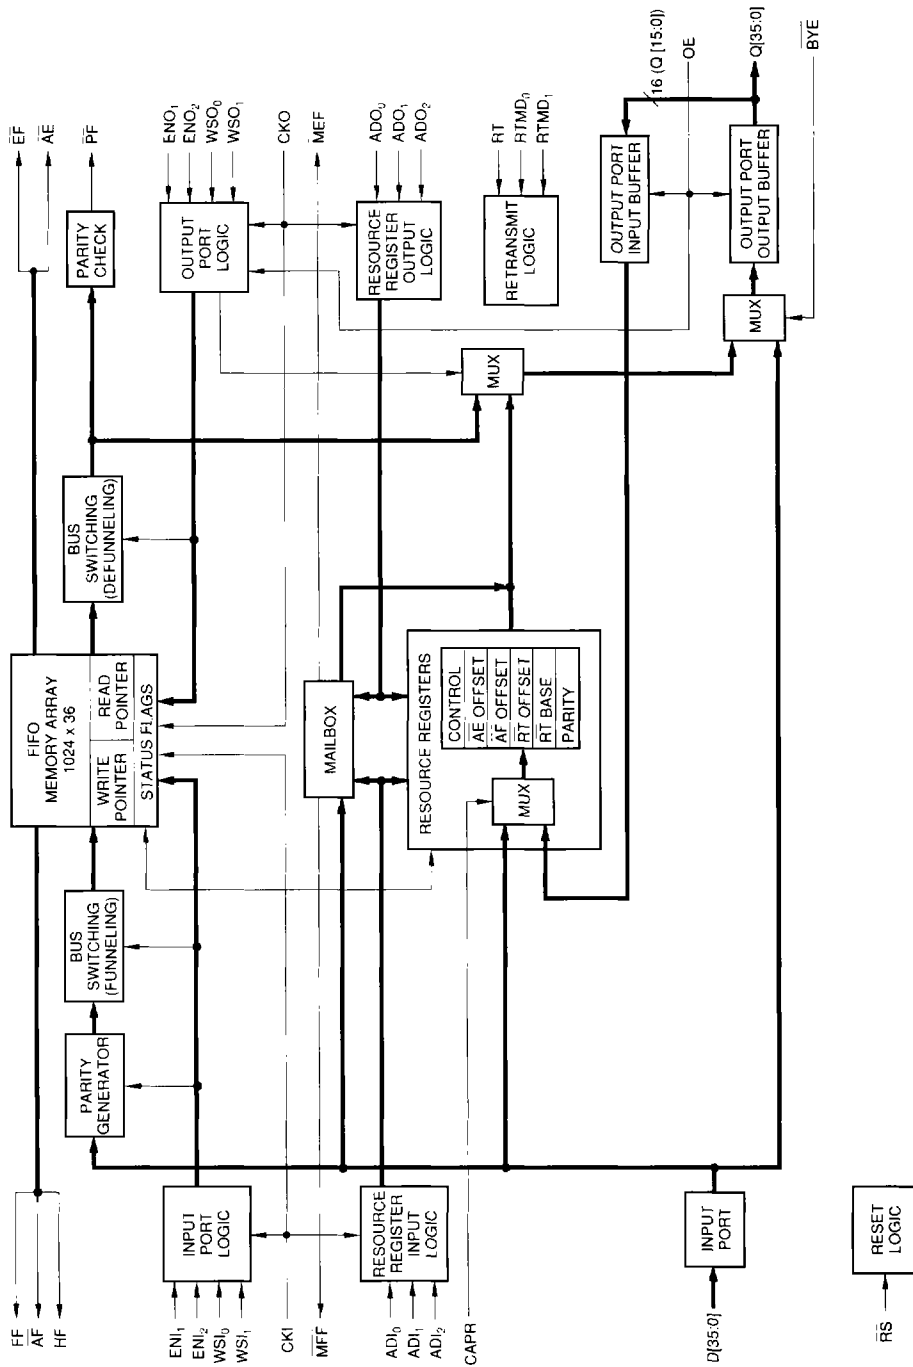 FF
AF
HF
EF
AE
PARITY
GENERATOR
BUS
SWITCHING
(FUNNELING)
FIFO
MEMORY ARRAY
1024 x 36
WRITE
POINTER
READ
POINTER
STATUS FLAGS
BUS
SWITCHING
(DEFUNNELING)
PARITY
CHECK
PF
ENI1
ENI2
WSI0
WSI1
INPUT
PORT
LOGIC
OUTPUT
PORT
LOGIC
ENO1
ENO2
WSO0
WSO1
CKI
CKO
MFF
MEF
MAILBOX
ADI0
ADI1
ADI2
RESOURCE
REGISTER
INPUT
LOGIC
RESOURCE
REGISTER
OUTPUT
LOGIC
ADO0
ADO1
ADO2
CAPR
RESOURCE REGISTERS
MUX
CONTROL
AE OFFSET
AF OFFSET
RT OFFSET
RT BASE
PARITY
MUX
RETRANSMIT
LOGIC
RT
RTMD0
RTMD1
OUTPUT PORT
INPUT BUFFER
16 (Q [15:0])
OE
D[35:0]
INPUT
PORT
MUX
OUTPUT PORT
OUTPUT BUFFER
Q[35:0]
BYE
RS
RESET
LOGIC